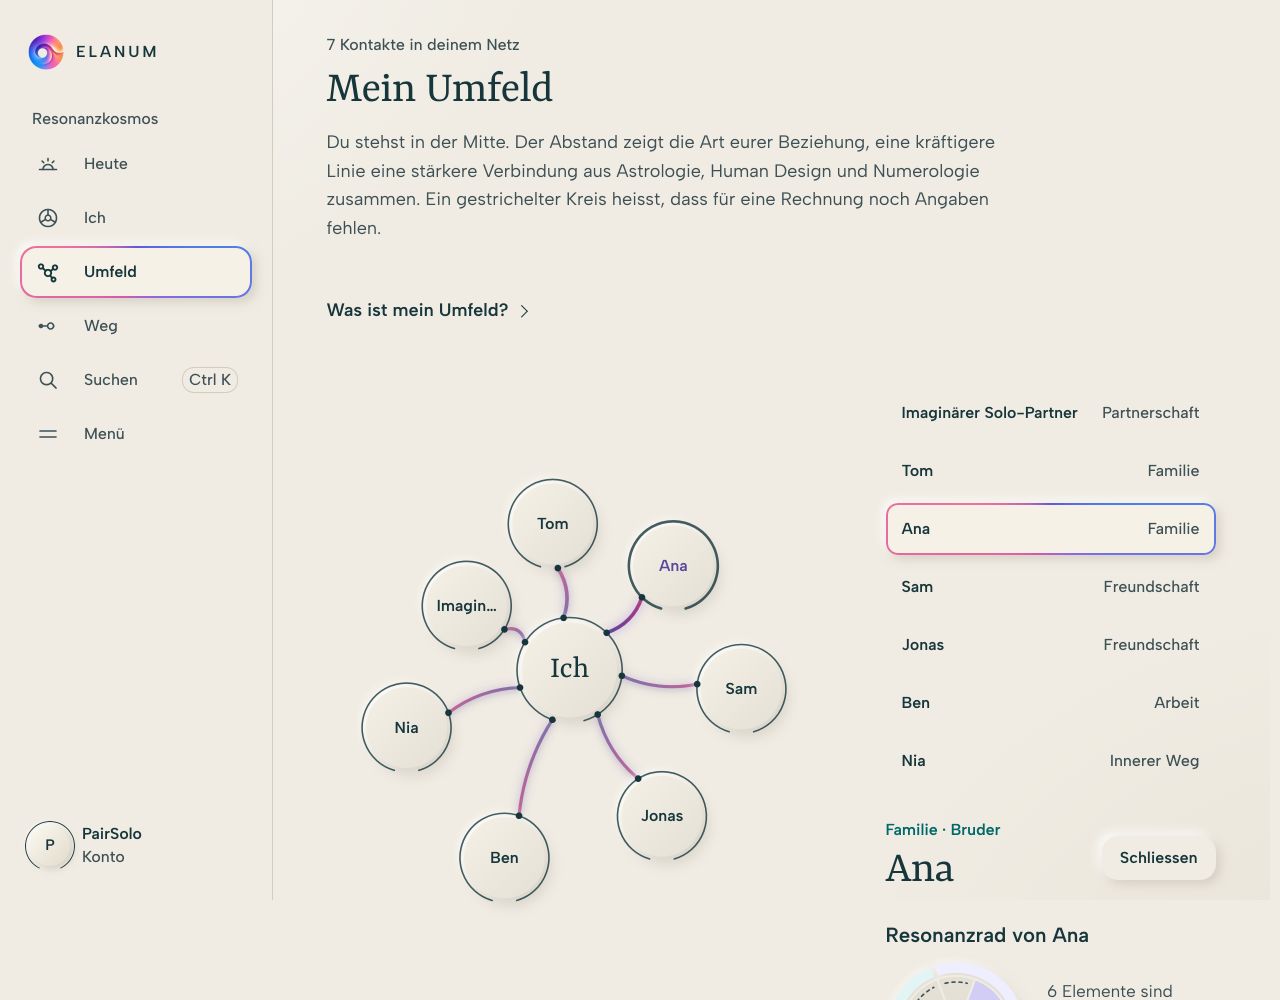 ELANUM
Resonanzkosmos
Heute
Ich
Umfeld
Weg
Suchen Ctrl K
Menü
P
PairSolo
Konto
7 Kontakte in deinem Netz
Mein Umfeld
Du stehst in der Mitte. Der Abstand zeigt die Art eurer Beziehung, eine kräftigere
Linie eine stärkere Verbindung aus Astrologie, Human Design und Numerologie
zusammen. Ein gestrichelter Kreis heisst, dass für eine Rechnung noch Angaben
fehlen.
Was ist mein Umfeld?
Tom
Ana
Imagin…
Ich
Sam
Nia
Jonas
Ben
Imaginärer Solo-Partner Partnerschaft
Tom Familie
Ana Familie
Sam Freundschaft
Jonas Freundschaft
Ben Arbeit
Nia Innerer Weg
Familie · Bruder
Ana
Schliessen
Resonanzrad von Ana
6 Elemente sind